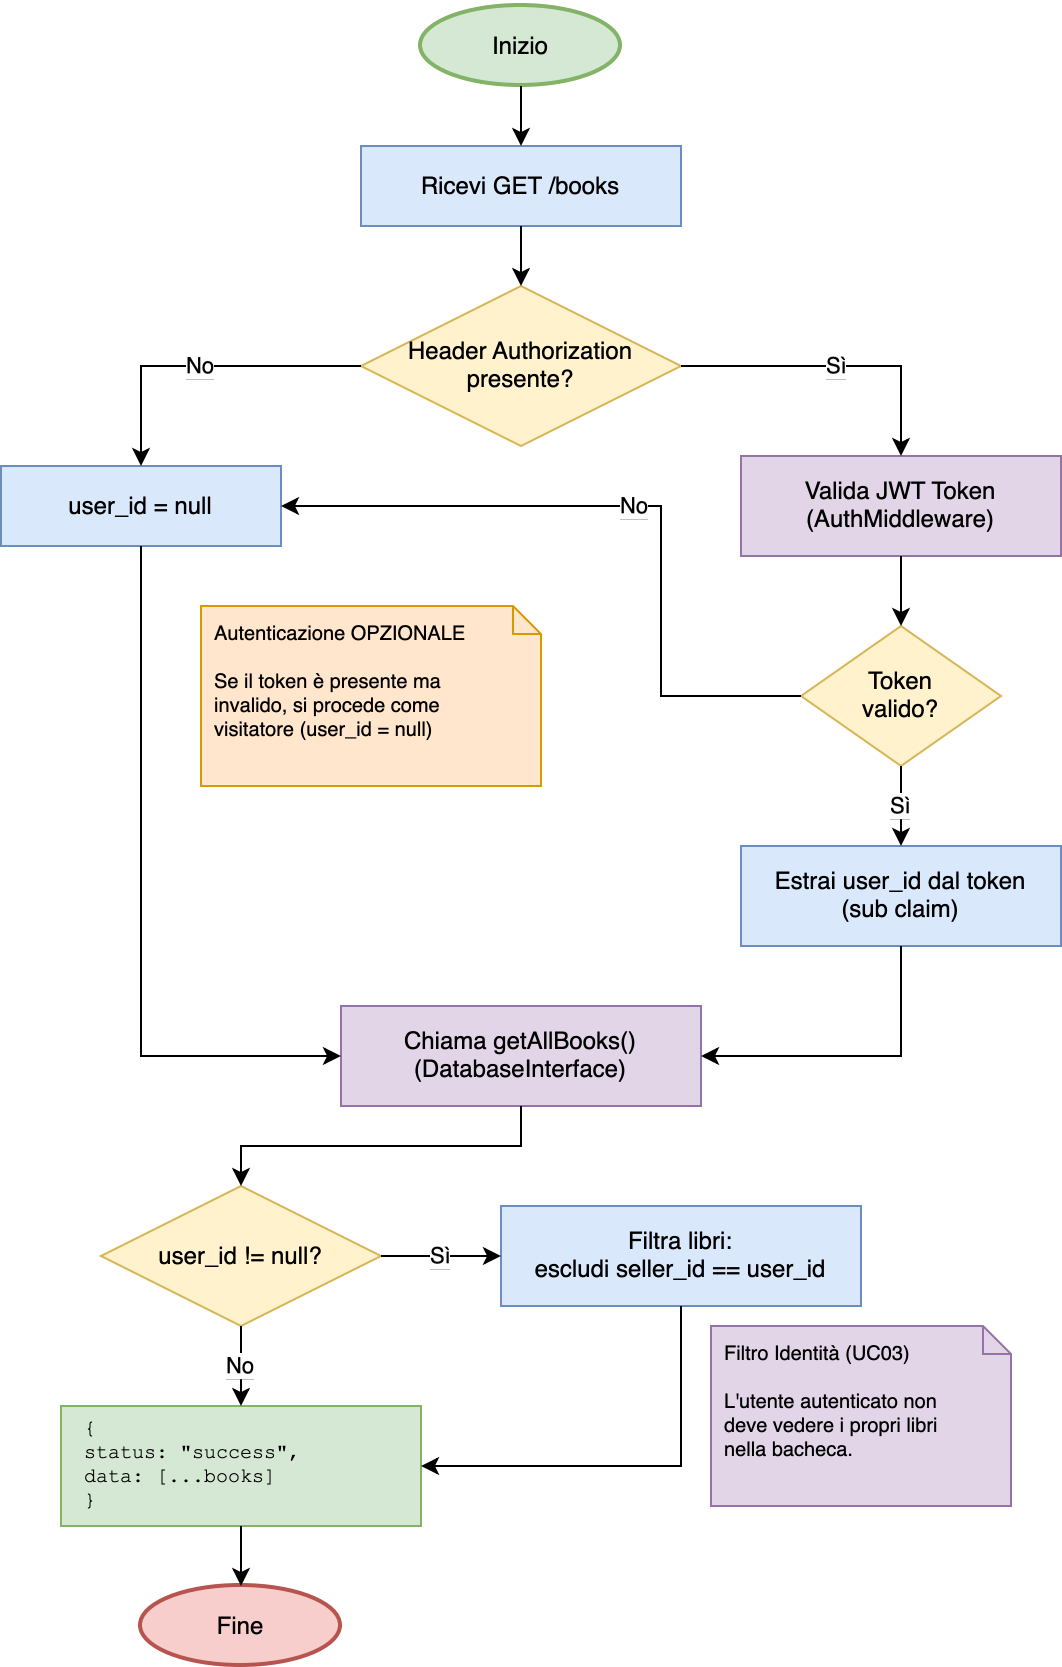 Inizio
Ricevi GET /books
Header Authorization
presente?
No
Sì
user_id = null
No
Valida JWT Token
(AuthMiddleware)
Autenticazione OPZIONALE
Se il token è presente ma
invalido, si procede come
visitatore (user_id = null)
Token
valido?
Sì
Estrai user_id dal token
(sub claim)
Chiama getAllBooks()
(DatabaseInterface)
user_id != null?
Sì
Filtra libri:
escludi seller_id == user_id
No
Filtro Identità (UC03)
L'utente autenticato non
deve vedere i propri libri
nella bacheca.
{
status: "success",
data: [...books]
}
Fine